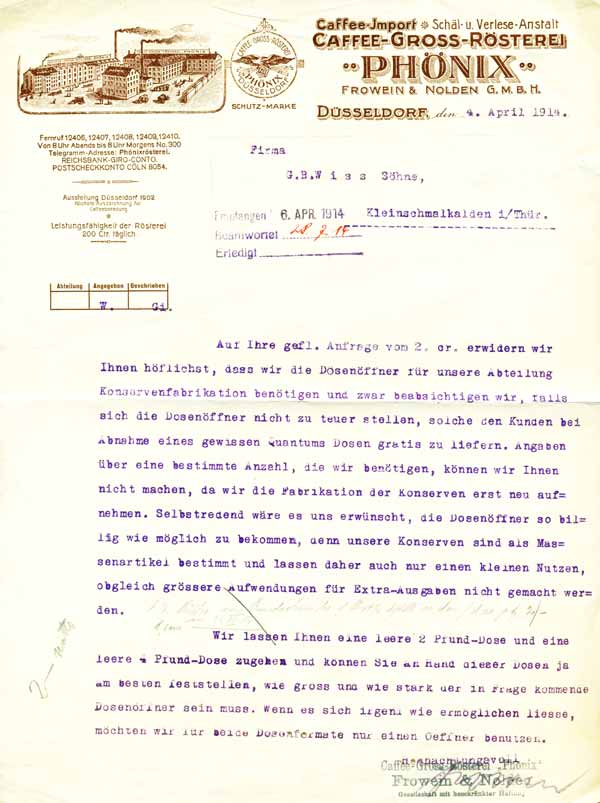 Caffee-Import ❊ Schäl- u. Verlese-Anstalt
CAFFEE-GROSS-RÖSTEREI
"PHÖNIX"
FROWEIN & NOLDEN G.M.B.H.
DÜSSELDORF, den 4. April 1914.
CAFFEE-GROSS-RÖSTEREI
PHÖNIX
DÜSSELDORF
SCHUTZ-MARKE
Fernruf 12406, 12407, 12408, 12409, 12410.
Von 8 Uhr Abends bis 8 Uhr Morgens No. 300
Telegramm-Adresse: Phönixrösterei.
REICHSBANK-GIRO-CONTO.
POSTSCHECKKONTO CÖLN 8054.
Ausstellung Düsseldorf 1902
Höchste Auszeichnung für
Caffeeröstung
Leistungsfähigkeit der Rösterei
200 Ctr. täglich.
Firma
G.B.Wiss Söhne,
Kleinschmalkalden i/Thür.
Empfangen 6. APR. 1914
Beantwortet
Erledigt
Abteilung Angegeben Geschrieben
W. Gi.
Auf Ihre gefl. Anfrage vom 2. cr. erwidern wir
Ihnen höflichst, dass wir die Dosenöffner für unsere Abteilung
Konservenfabrikation benötigen und zwar beabsichtigen wir, falls
sich die Dosenöffner nicht zu teuer stellen, solche den Kunden bei
Abnahme eines gewissen Quantums Dosen gratis zu liefern. Angaben
über eine bestimmte Anzahl, die wir benötigen, können wir Ihnen
nicht machen, da wir die Fabrikation der Konserven erst neu auf=
nehmen. Selbstredend wäre es uns erwünscht, die Dosenöffner so bil=
lig wie möglich zu bekommen, denn unsere Konserven sind als Mas=
senartikel bestimmt und lassen daher auch nur einen kleinen Nutzen,
obgleich grössere Aufwendungen für Extra-Ausgaben nicht gemacht wer=
den.
Wir lassen Ihnen eine leere 2 Pfund-Dose und eine
leere 4 Pfund-Dose zugehen und können Sie an Hand dieser Dosen ja
am besten feststellen, wie gross und wie stark der in Frage kommende
Dosenöffner sein muss. Wenn es sich irgend wie ermöglichen liesse,
möchten wir für beide Dosenformate nur einen Oeffner benutzen.
Hochachtungsvoll
Caffee-Gross-Rösterei "Phönix"
Frowein & Nolden
Gesellschaft mit beschränkter Haftung